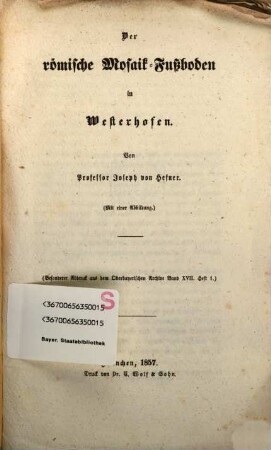 Der
römische Mosaik-Fußboden
in
Westerhofen.
Von
Professor Joseph von Hefner.
(Mit einer Abbildung.)
(Besonderer Abdruck aus dem Oberbayerischen Archive Band XVII. Heft 1.)
S
<36700656350015
<36700656350015
Bayer. Staatsbibliothek
München, 1857.
Druck von Dr. C. Wolf & Sohn.